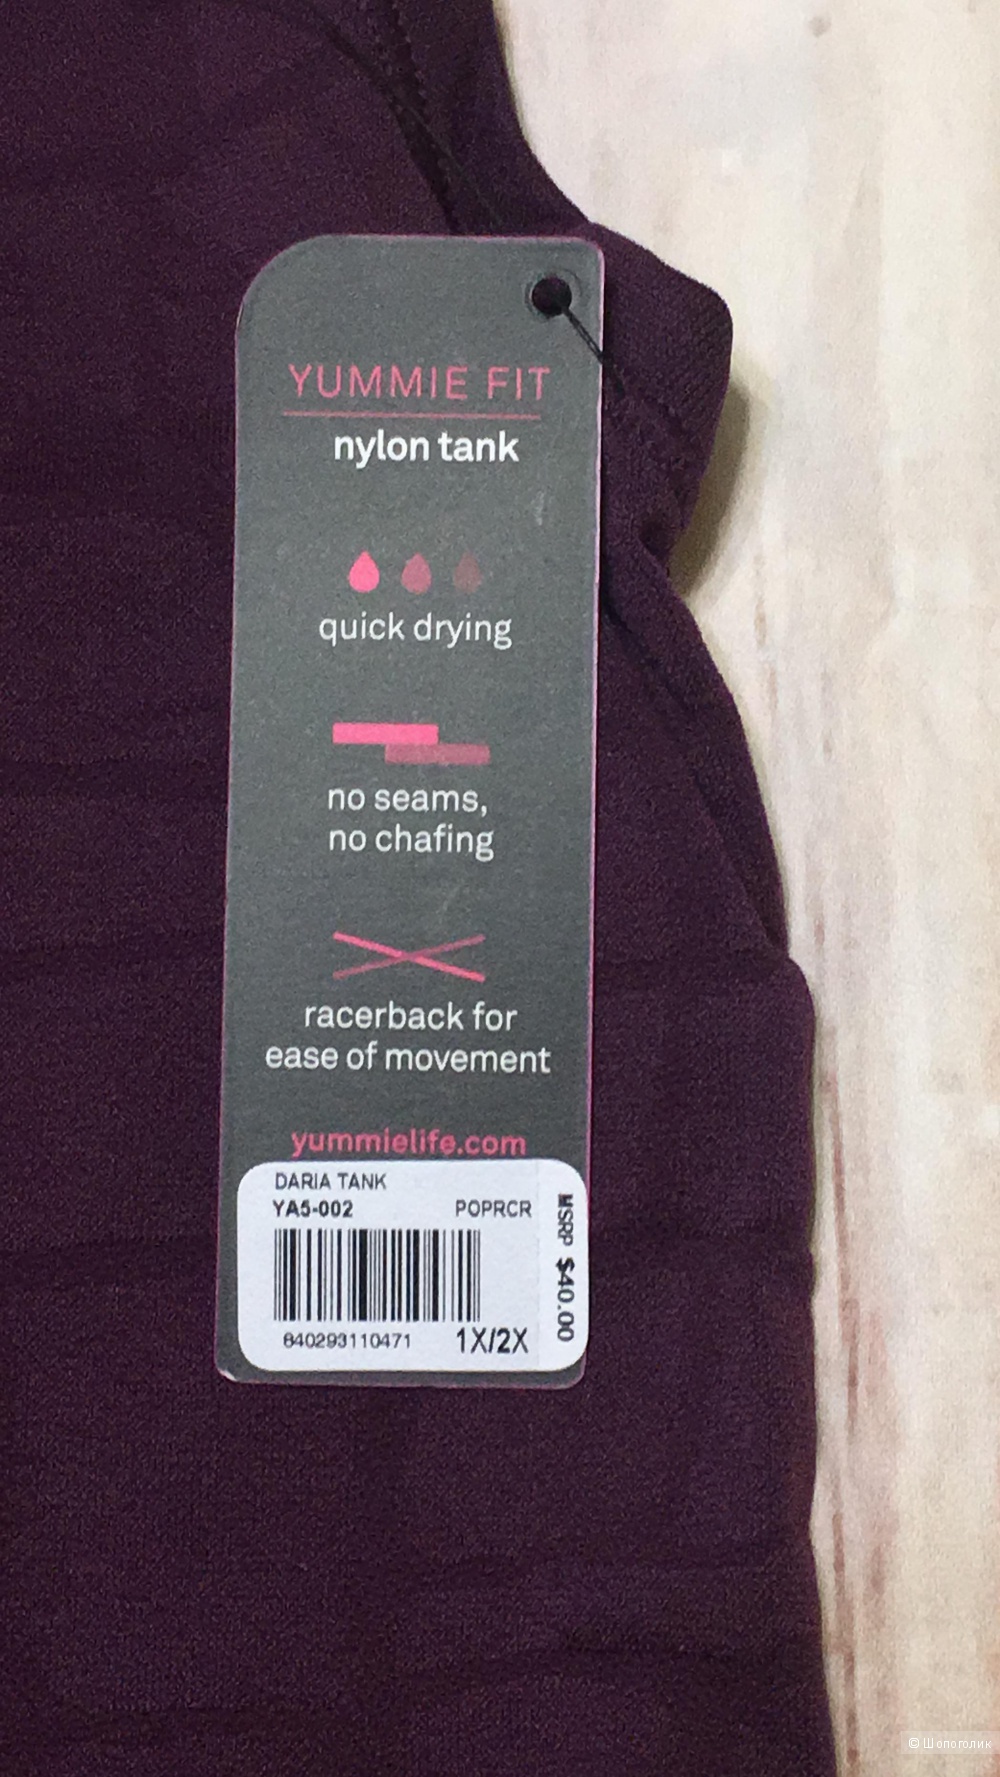 YUMMIE FIT
nylon tank
quick drying
no seams,
no chafing
racerback for
ease of movement
yummielife.com
DARIA TANK
YA5-002 POPRCR
840293110471 1X/2X
MSRP $40.00
© Шопоголик